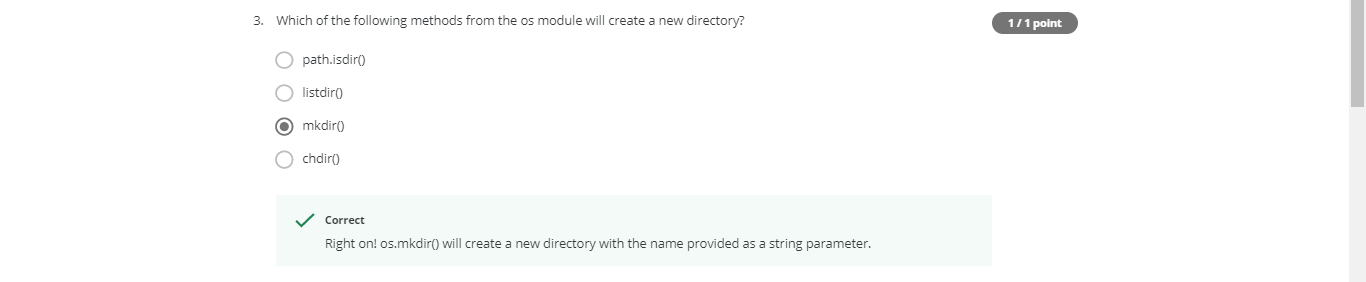 3. Which of the following methods from the os module will create a new directory?
1 / 1 point
path.isdir()
listdir()
mkdir()
chdir()
Correct
Right on! os.mkdir() will create a new directory with the name provided as a string parameter.